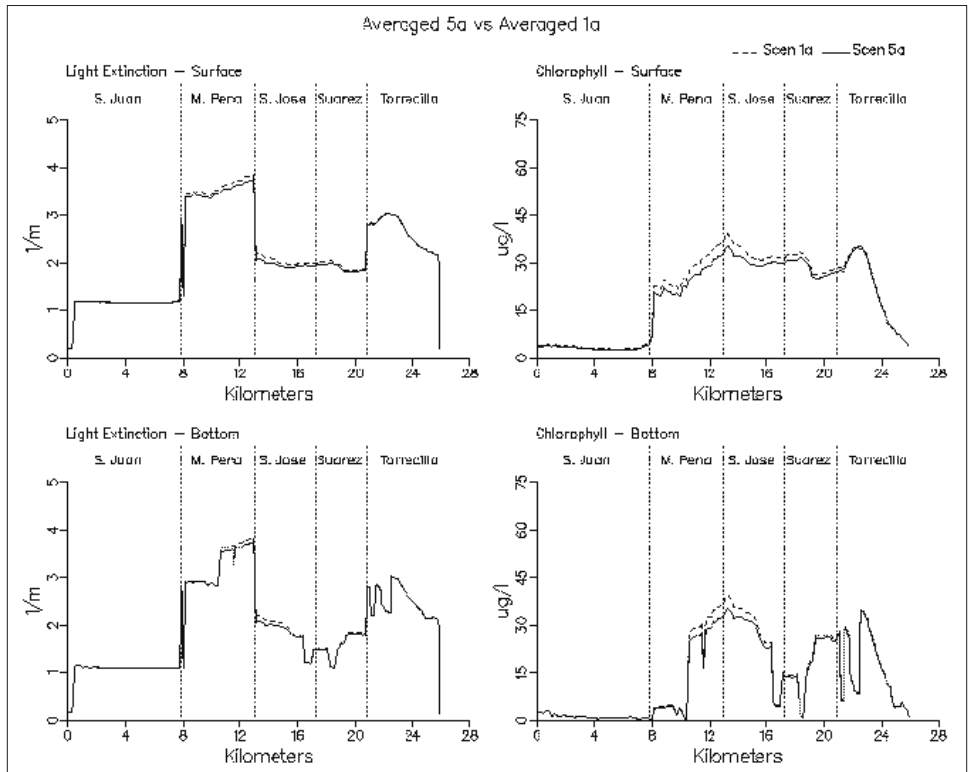 Averaged 5a vs Averaged 1a
Scen 1a Scen 5a
Light Extinction – Surface
S. Juan M. Pena S. Jose Suarez Torrecilla
5
4
3
2
1
0
1/m
0 4 8 12 16 20 24 28
Kilometers
Chlorophyll – Surface
S. Juan M. Pena S. Jose Suarez Torrecilla
75
60
45
30
15
0
ug/l
0 4 8 12 16 20 24 28
Kilometers
Light Extinction – Bottom
S. Juan M. Pena S. Jose Suarez Torrecilla
5
4
3
2
1
0
1/m
0 4 8 12 16 20 24 28
Kilometers
Chlorophyll – Bottom
S. Juan M. Pena S. Jose Suarez Torrecilla
75
60
45
30
15
0
ug/l
0 4 8 12 16 20 24 28
Kilometers